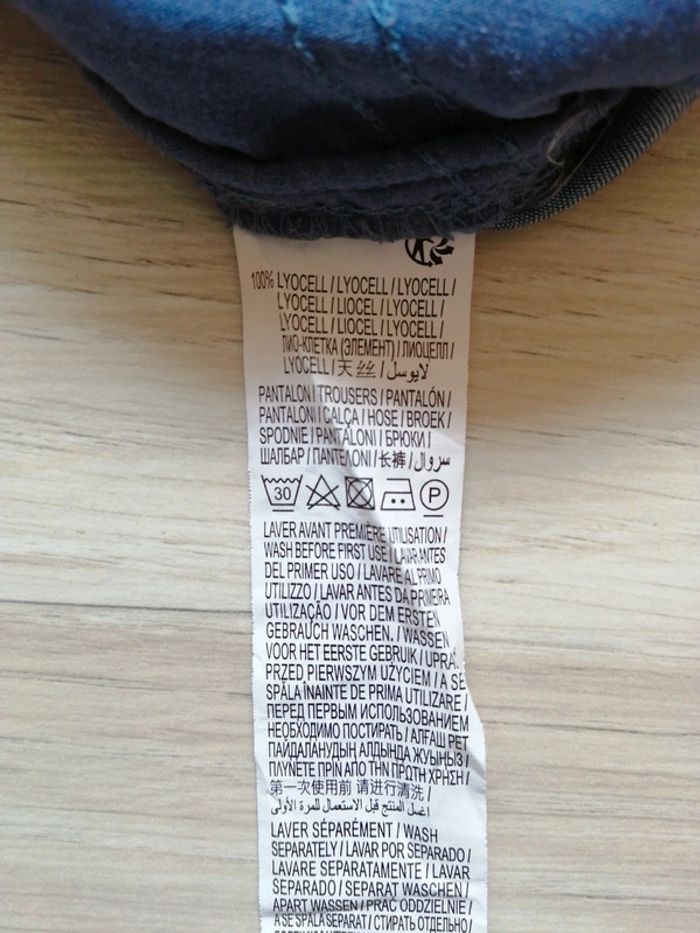 100% LYOCELL / LYOCELL / LYOCELL /
LYOCELL / LIOCEL / LYOCELL /
LYOCELL / LIOCEL / LYOCELL /
ЛИО-КЛЕТКА (ЭЛЕМЕНТ) / ЛИОЦЕЛЛ /
LYOCELL / 天丝 / لايوسل
PANTALON / TROUSERS / PANTALÓN /
PANTALONI / CALÇA / HOSE / BROEK /
SPODNIE / PANTALONI / БРЮКИ /
ШАЛБАР / ΠΑΝΤΕΛΟΝΙ / 长裤 / سروال
30 P
LAVER AVANT PREMIÈRE UTILISATION /
WASH BEFORE FIRST USE / LAVAR ANTES
DEL PRIMER USO / LAVARE AL PRIMO
UTILIZZO / LAVAR ANTES DA PRIMEIRA
UTILIZAÇÃO / VOR DEM ERSTEN
GEBRAUCH WASCHEN. / WASSEN
VOOR HET EERSTE GEBRUIK / UPRAĆ
PRZED PIERWSZYM UŻYCIEM / A SE
SPĂLA ÎNAINTE DE PRIMA UTILIZARE /
ПЕРЕД ПЕРВЫМ ИСПОЛЬЗОВАНИЕМ
НЕОБХОДИМО ПОСТИРАТЬ / АЛҒАШ РЕТ
ПАЙДАЛАНУДЫҢ АЛДЫНДА ЖУЫҢЫЗ /
ΠΛΥΝΕΤΕ ΠΡΙΝ ΑΠΟ ΤΗΝ ΠΡΩΤΗ ΧΡΗΣΗ /
第一次使用前 请进行清洗 /
اغسل المنتج قبل الاستعمال للمرة الأولى
LAVER SÉPARÉMENT / WASH
SEPARATELY / LAVAR POR SEPARADO /
LAVARE SEPARATAMENTE / LAVAR
SEPARADO / SEPARAT WASCHEN /
APART WASSEN / PRAĆ ODDZIELNIE /
A SE SPĂLA SEPARAT / СТИРАТЬ ОТДЕЛЬНО /